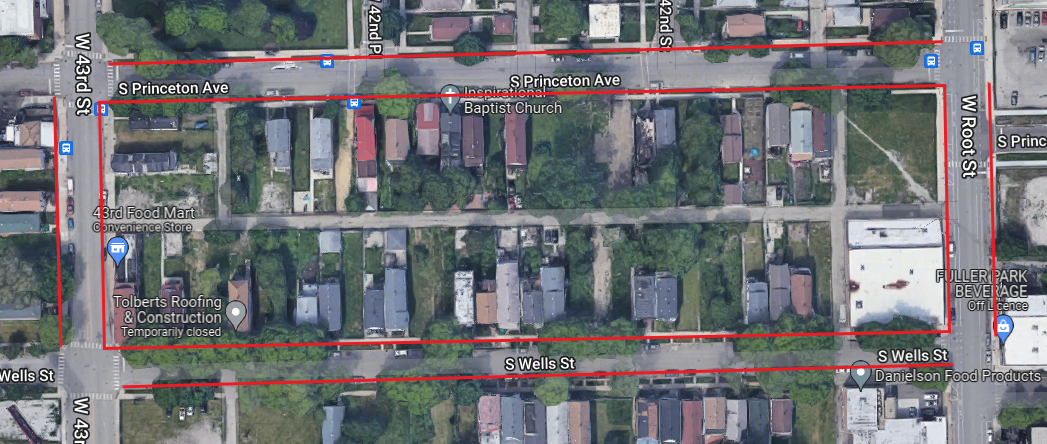 42nd Pl
42nd S
W 43rd St
S Princeton Ave
S Princeton Ave
Inspirational
Baptist Church
W Root St
S Princ
43rd Food Mart
Convenience Store
Tolberts Roofing
& Construction
Temporarily closed
FULLER PARK
BEVERAGE
Off Licence
S Wells St
S Wells St
Wells St
Danielson Food Products
W 43r